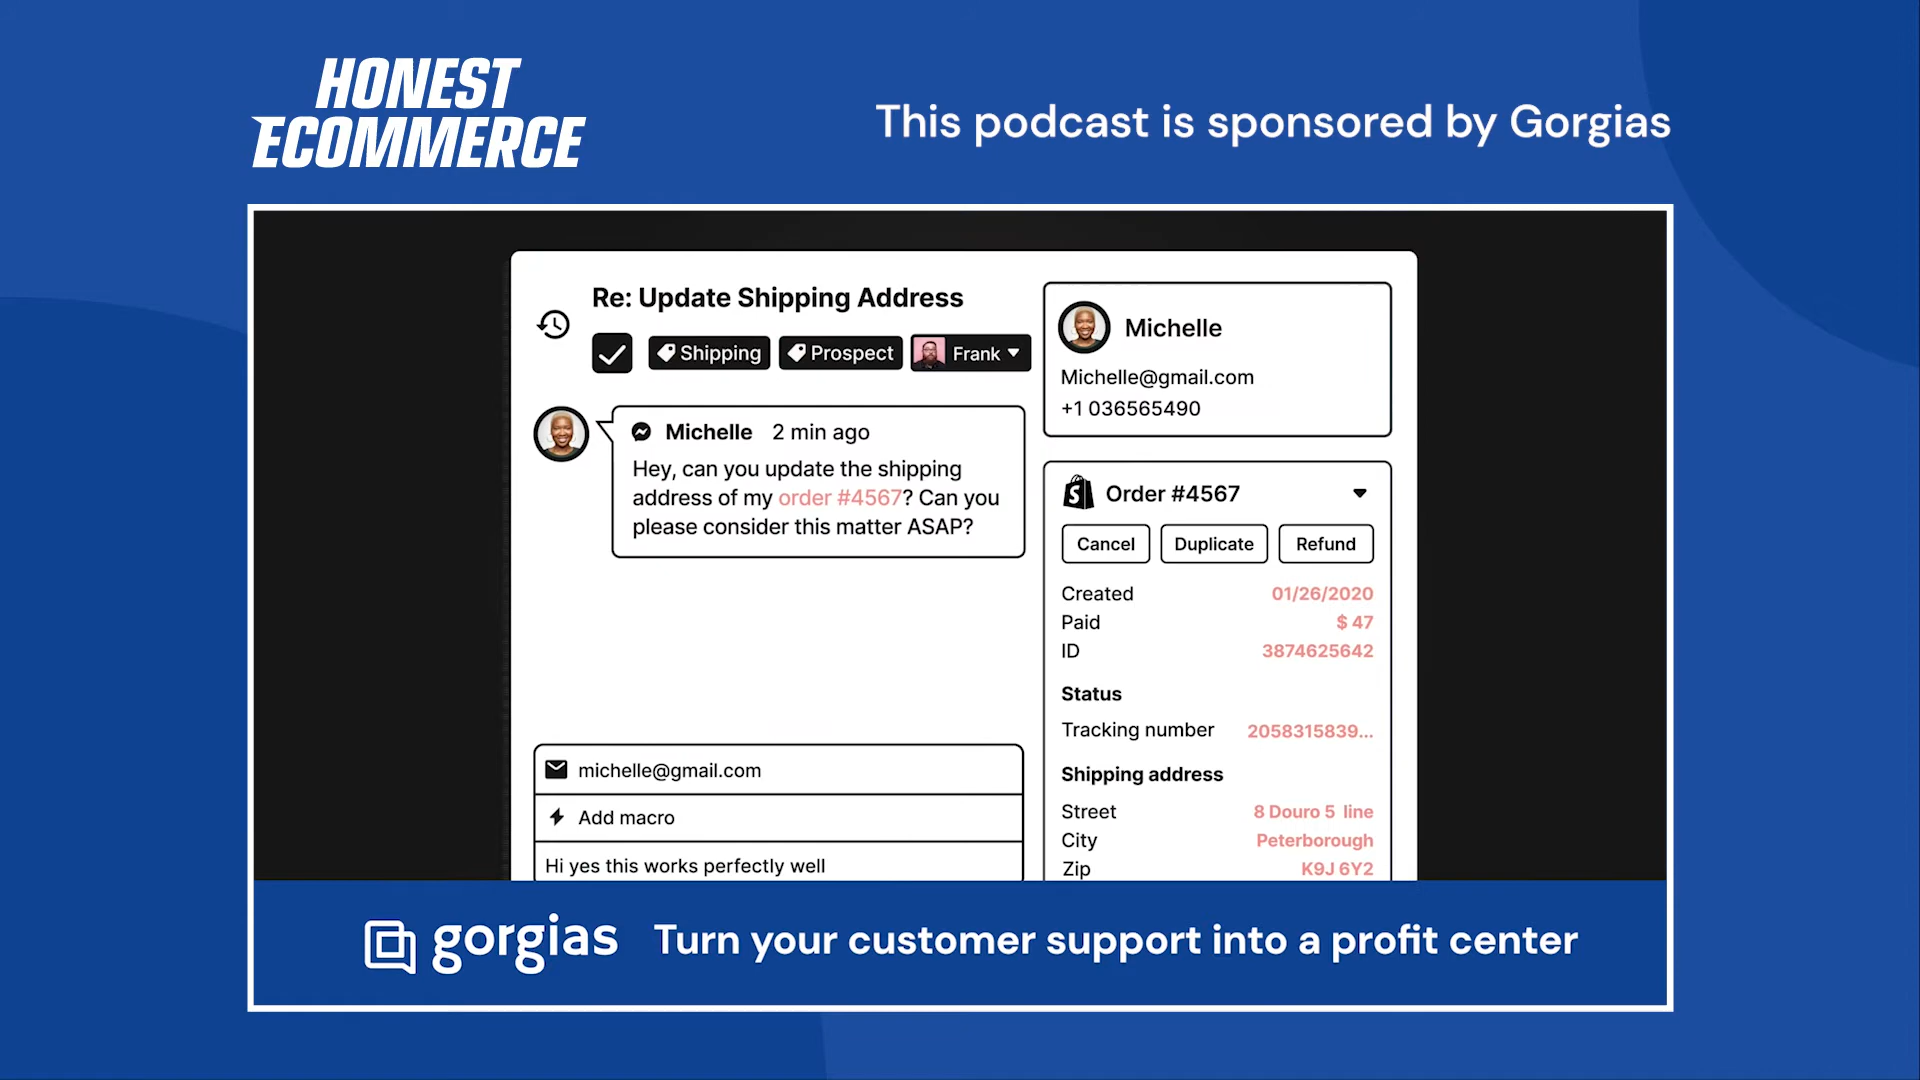 HONEST
ECOMMERCE
This podcast is sponsored by Gorgias
Re: Update Shipping Address
Shipping
Prospect
Frank
Michelle 2 min ago
Hey, can you update the shipping
address of my order #4567? Can you
please consider this matter ASAP?
michelle@gmail.com
Add macro
Hi yes this works perfectly well
Michelle
Michelle@gmail.com
+1 036565490
Order #4567
Cancel
Duplicate
Refund
Created 01/26/2020
Paid $ 47
ID 3874625642
Status
Tracking number 2058315839...
Shipping address
Street 8 Douro 5 line
City Peterborough
Zip K9J 6Y2
gorgias
Turn your customer support into a profit center